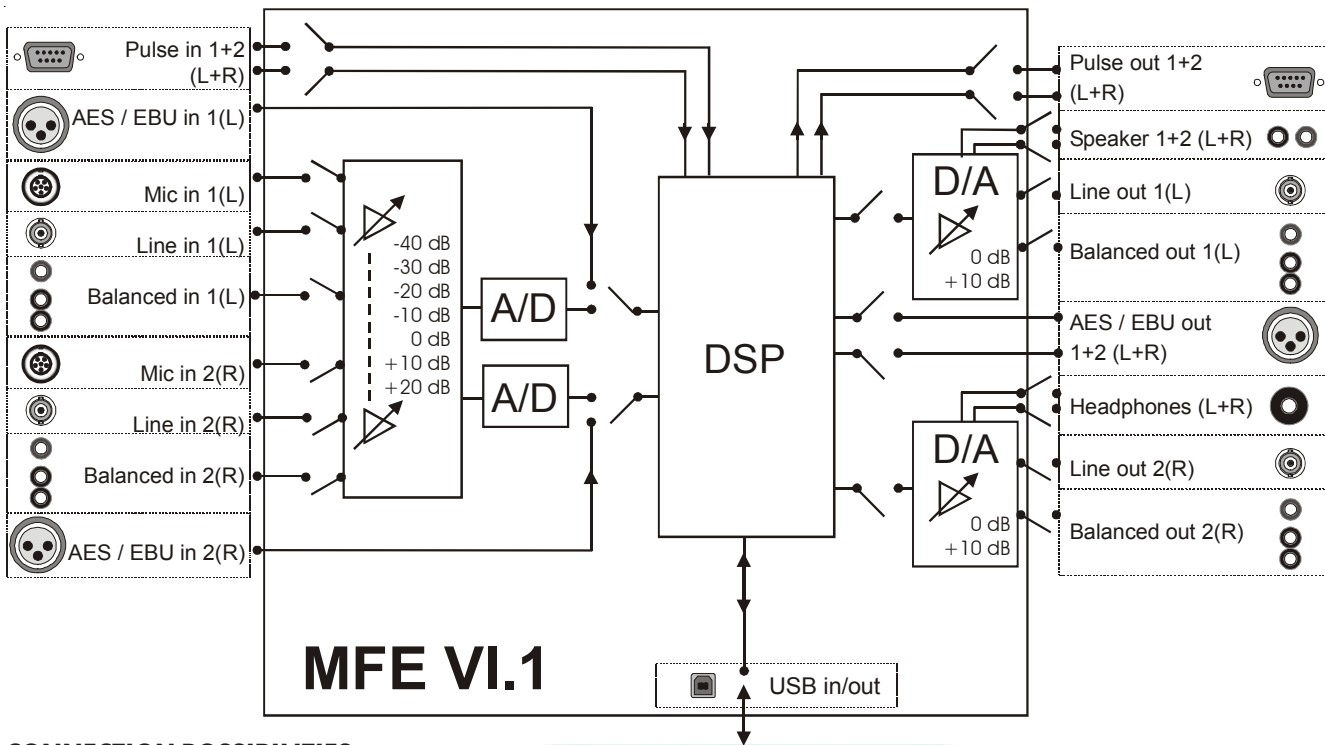 Pulse in 1+2
(L+R)
AES / EBU in 1(L)
Mic in 1(L)
Line in 1(L)
Balanced in 1(L)
Mic in 2(R)
Line in 2(R)
Balanced in 2(R)
AES / EBU in 2(R)
-40 dB
-30 dB
-20 dB
-10 dB
0 dB
+10 dB
+20 dB
A/D
A/D
DSP
D/A
0 dB
+10 dB
D/A
0 dB
+10 dB
Pulse out 1+2
(L+R)
Speaker 1+2 (L+R)
Line out 1(L)
Balanced out 1(L)
AES / EBU out
1+2 (L+R)
Headphones (L+R)
Line out 2(R)
Balanced out 2(R)
MFE VI.1
USB in/out
CONNECTION POSSIBILITIES